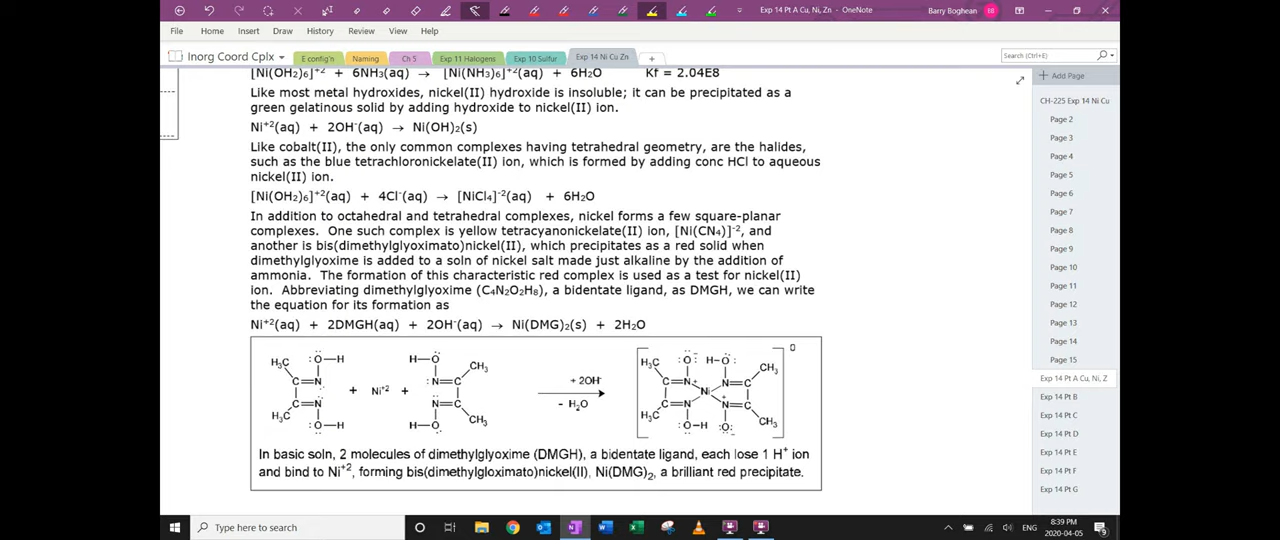 Exp 14 Pt A Cu, Ni, Zn - OneNote
Barry Boghean
File Home Insert Draw History Review View Help
Inorg Coord Cplx
E config'n Naming Ch 5 Exp 11 Halogens Exp 10 Sulfur Exp 14 Ni Cu Zn
Search (Ctrl+E)
[Ni(OH₂)₆]⁺²(aq) + 6NH₃(aq) → [Ni(NH₃)₆]⁺²(aq) + 6H₂O Kf = 2.04E8
Like most metal hydroxides, nickel(II) hydroxide is insoluble; it can be precipitated as a
green gelatinous solid by adding hydroxide to nickel(II) ion.
Ni⁺²(aq) + 2OH⁻(aq) → Ni(OH)₂(s)
Like cobalt(II), the only common complexes having tetrahedral geometry, are the halides,
such as the blue tetrachloronickelate(II) ion, which is formed by adding conc HCl to aqueous
nickel(II) ion.
[Ni(OH₂)₆]⁺²(aq) + 4Cl⁻(aq) → [NiCl₄]⁻²(aq) + 6H₂O
In addition to octahedral and tetrahedral complexes, nickel forms a few square-planar
complexes. One such complex is yellow tetracyanonickelate(II) ion, [Ni(CN₄)]⁻², and
another is bis(dimethylglyoximato)nickel(II), which precipitates as a red solid when
dimethylglyoxime is added to a soln of nickel salt made just alkaline by the addition of
ammonia. The formation of this characteristic red complex is used as a test for nickel(II)
ion. Abbreviating dimethylglyoxime (C₄N₂O₂H₈), a bidentate ligand, as DMGH, we can write
the equation for its formation as
Ni⁺²(aq) + 2DMGH(aq) + 2OH⁻(aq) → Ni(DMG)₂(s) + 2H₂O
H₃C :O—H H—O: CH₃ H₃C :O:⁻ H-O: CH₃
C=N: :N=C C=N⁺ N=C
+ Ni⁺² + + 2OH⁻ Ni
C=N: :N=C - H₂O C=N N=C
H₃C :O—H H—O: CH₃ H₃C :O-H :O:⁻ CH₃
In basic soln, 2 molecules of dimethylglyoxime (DMGH), a bidentate ligand, each lose 1 H⁺ ion
and bind to Ni⁺², forming bis(dimethylgloximato)nickel(II), Ni(DMG)₂, a brilliant red precipitate.
Add Page
CH-225 Exp 14 Ni Cu
Page 2
Page 3
Page 4
Page 5
Page 6
Page 7
Page 8
Page 9
Page 10
Page 11
Page 12
Page 13
Page 14
Page 15
Exp 14 Pt A Cu, Ni, Z
Exp 14 Pt B
Exp 14 Pt C
Exp 14 Pt D
Exp 14 Pt E
Exp 14 Pt F
Exp 14 Pt G
Type here to search
ENG
8:39 PM
2020-04-05